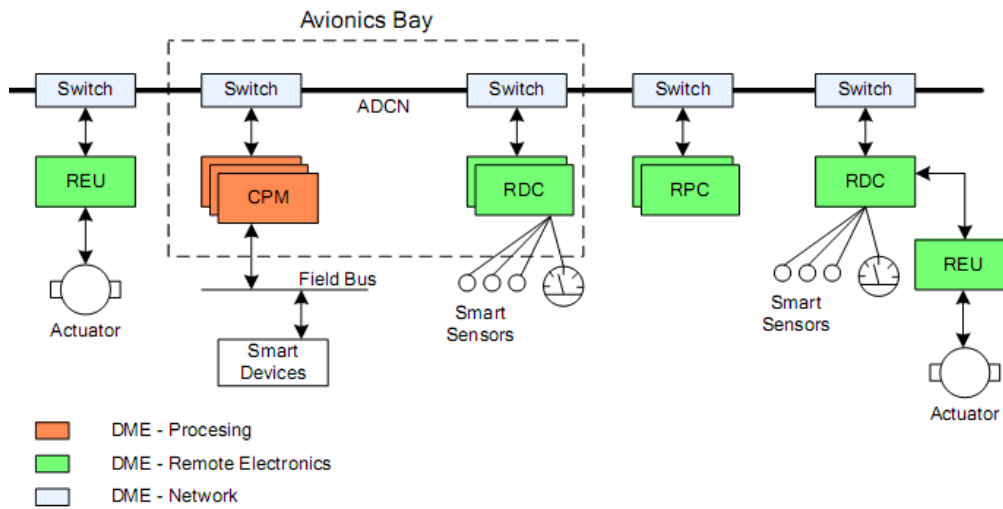 Avionics Bay
Switch
Switch
Switch
Switch
Switch
ADCN
REU
CPM
RDC
RPC
RDC
REU
Field Bus
Actuator
Smart
Sensors
Smart
Sensors
Smart
Devices
Actuator
DME - Procesing
DME - Remote Electronics
DME - Network